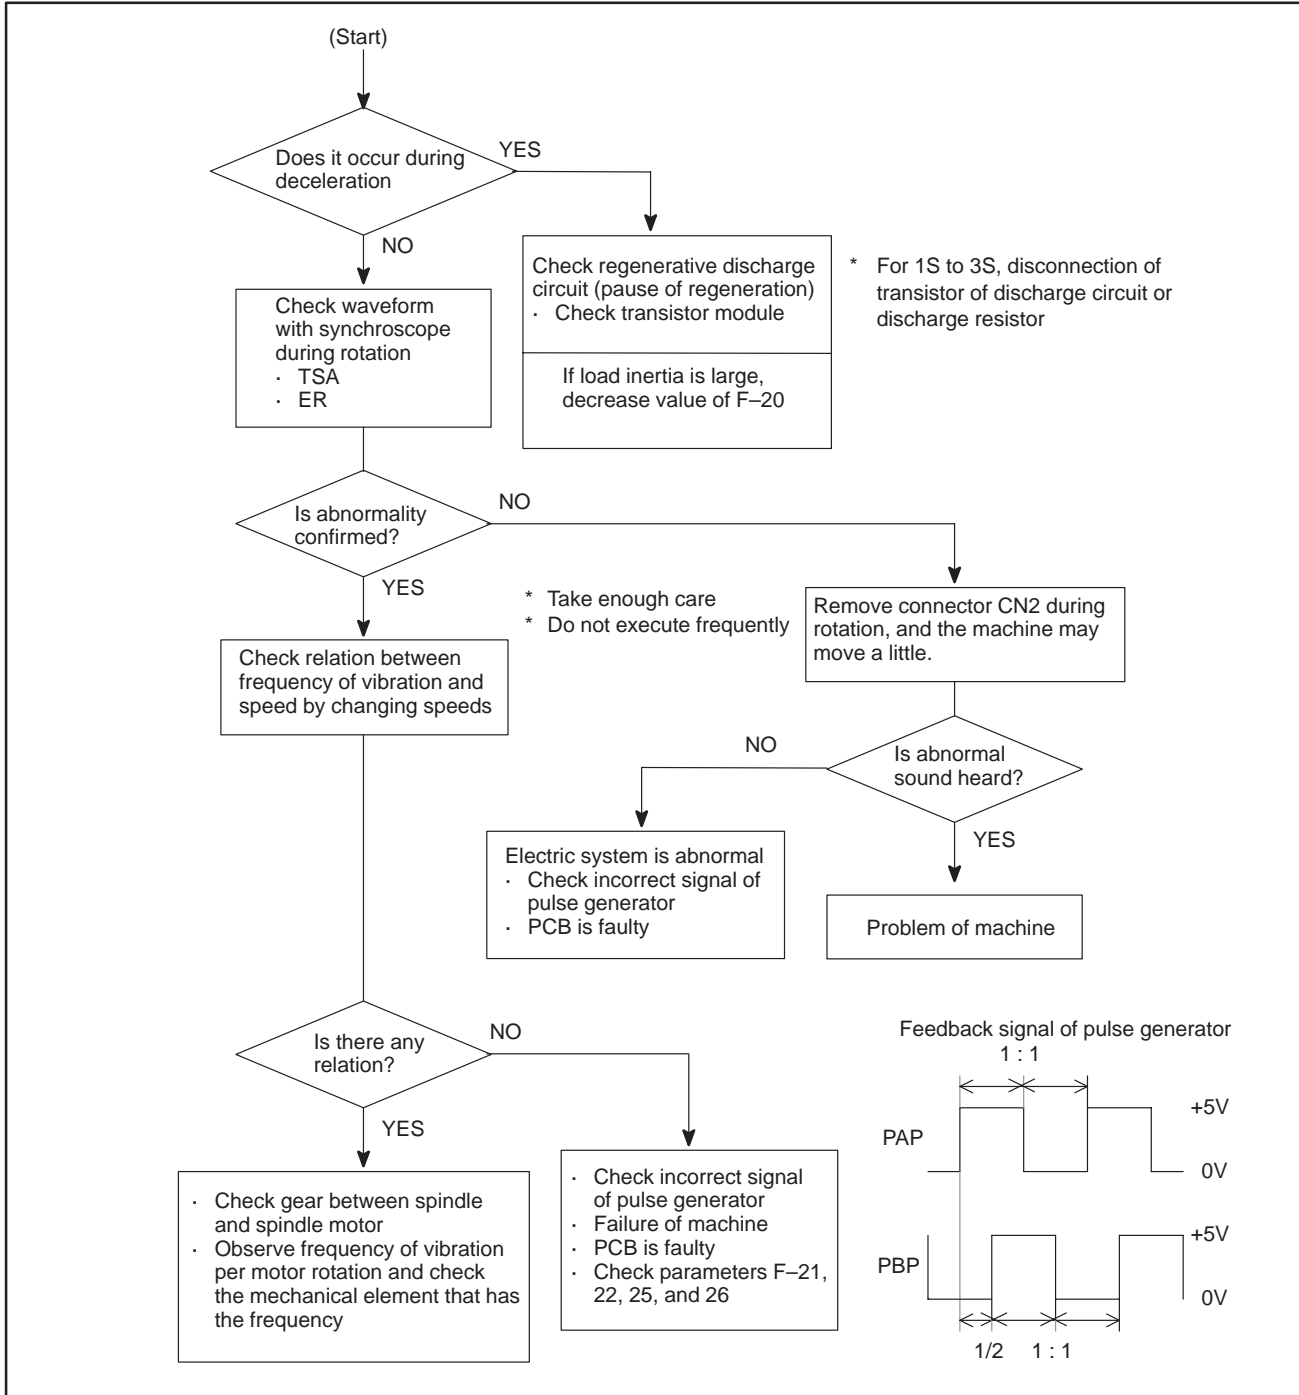 (Start)
Does it occur during
deceleration
YES
NO
Check regenerative discharge
circuit (pause of regeneration)
· Check transistor module
If load inertia is large,
decrease value of F–20
* For 1S to 3S, disconnection of
transistor of discharge circuit or
discharge resistor
Check waveform
with synchroscope
during rotation
· TSA
· ER
Is abnormality
confirmed?
NO
YES
* Take enough care
* Do not execute frequently
Remove connector CN2 during
rotation, and the machine may
move a little.
Check relation between
frequency of vibration and
speed by changing speeds
Is abnormal
sound heard?
NO
YES
Electric system is abnormal
· Check incorrect signal of
pulse generator
· PCB is faulty
Problem of machine
Is there any
relation?
NO
YES
· Check gear between spindle
and spindle motor
· Observe frequency of vibration
per motor rotation and check
the mechanical element that has
the frequency
· Check incorrect signal
of pulse generator
· Failure of machine
· PCB is faulty
· Check parameters F–21,
22, 25, and 26
Feedback signal of pulse generator
1 : 1
PAP
+5V
0V
PBP
+5V
0V
1/2
1 : 1